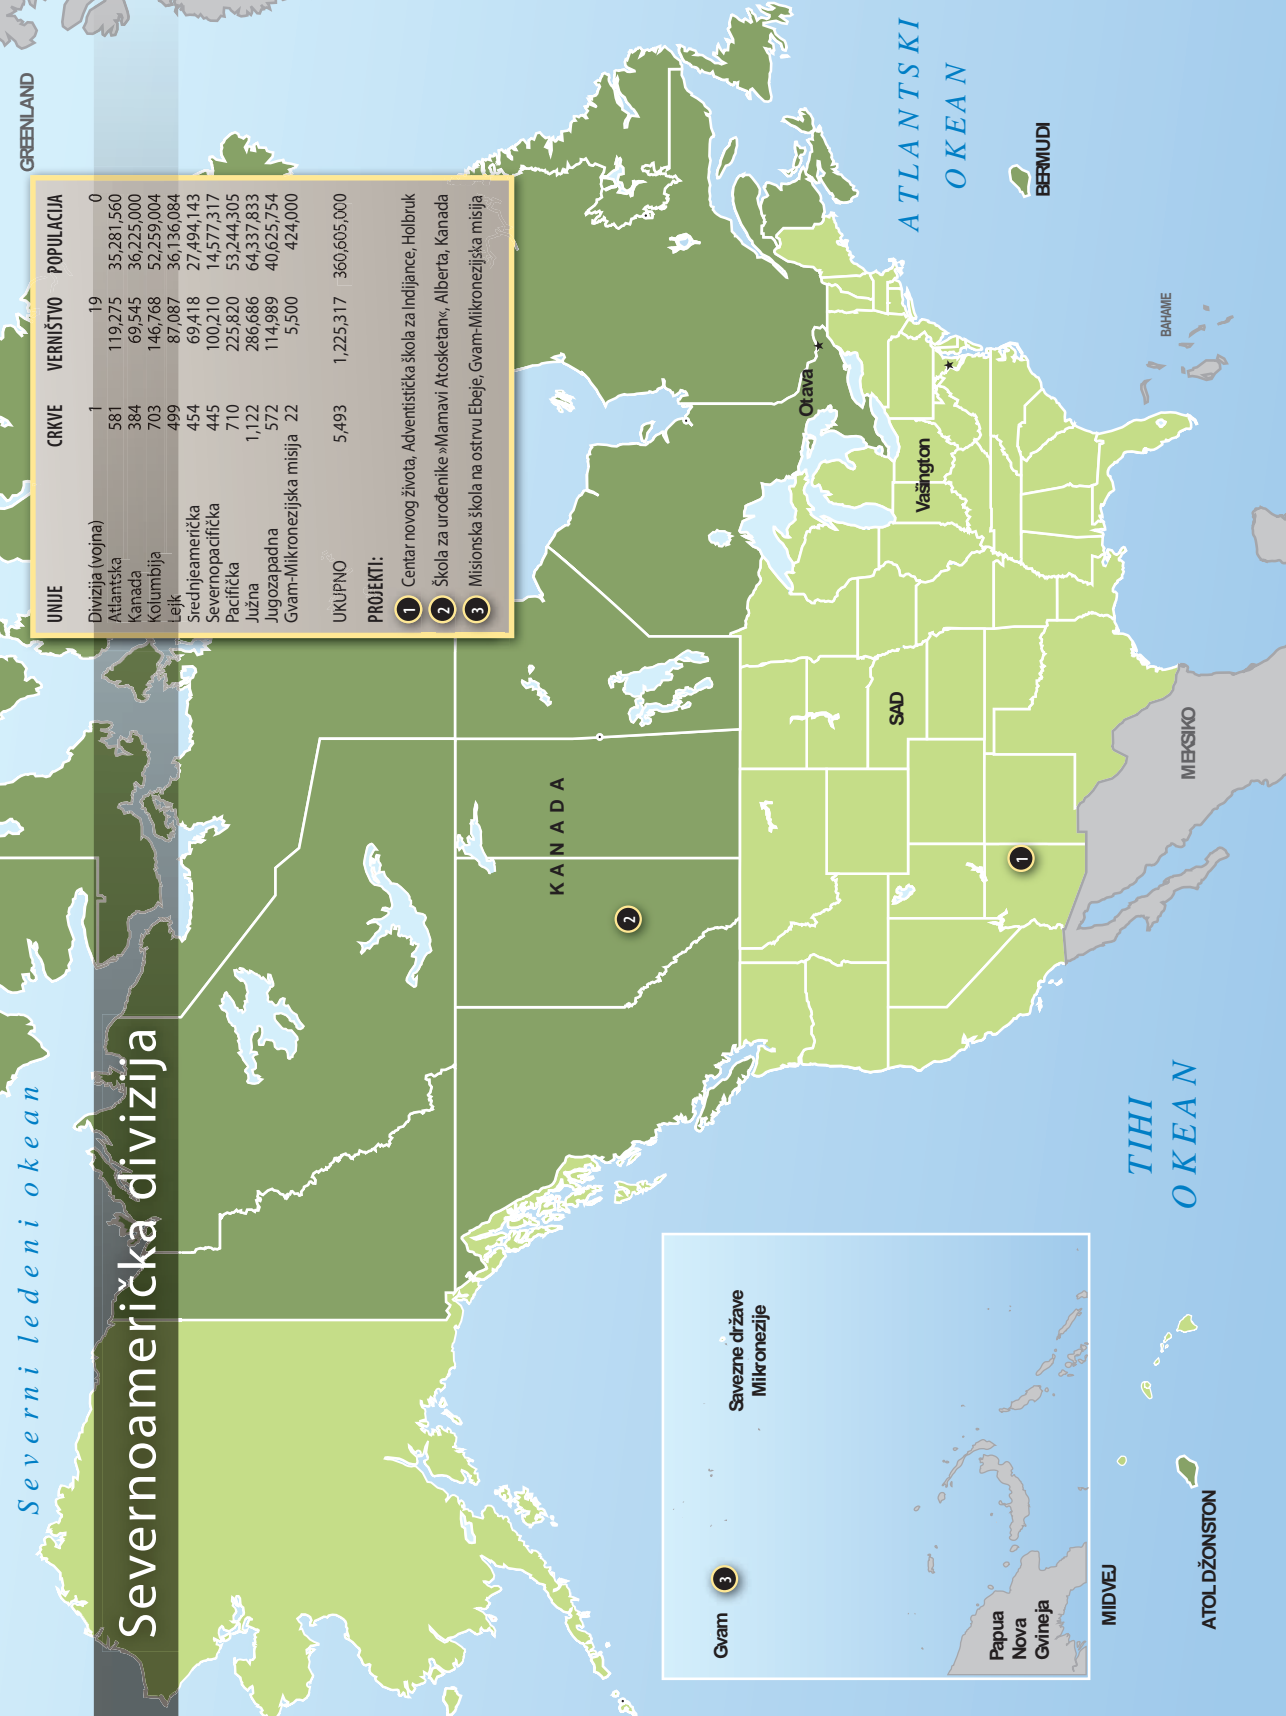 Severnoamerička divizija
UNIJE CRKVE VERNIŠTVO POPULACIJA
Divizija (vojna) 1 19 0
Atlantska 581 119,275 35,281,560
Kanada 384 69,545 36,225,000
Kolumbija 703 146,768 52,259,004
Lejk 499 87,087 36,136,084
Srednjeamerička 454 69,418 27,494,143
Severnopacifička 445 100,210 14,577,317
Pacifička 710 225,820 53,244,305
Južna 1,122 286,686 64,337,833
Jugozapadna 572 114,989 40,625,754
Gvam-Mikronezijska misija 22 5,500 424,000
UKUPNO 5,493 1,225,317 360,605,000
PROJEKTI:
1 Centar novog života, Adventistička škola za Indijance, Holbruk
2 Škola za urođenike »Mamavi Atosketan«, Alberta, Kanada
3 Misionska škola na ostrvu Ebeje, Gvam-Mikronezijska misija
Severni ledeni okean
GREENLAND
KANADA
2
Otava
Vašington
SAD
1
MEKSIKO
BAHAME
BERMUDI
ATLANTSKI
OKEAN
TIHI
OKEAN
Gvam
3
Savezne države
Mikronezije
Papua
Nova
Gvineja
MIDVEJ
ATOL DŽONSTON